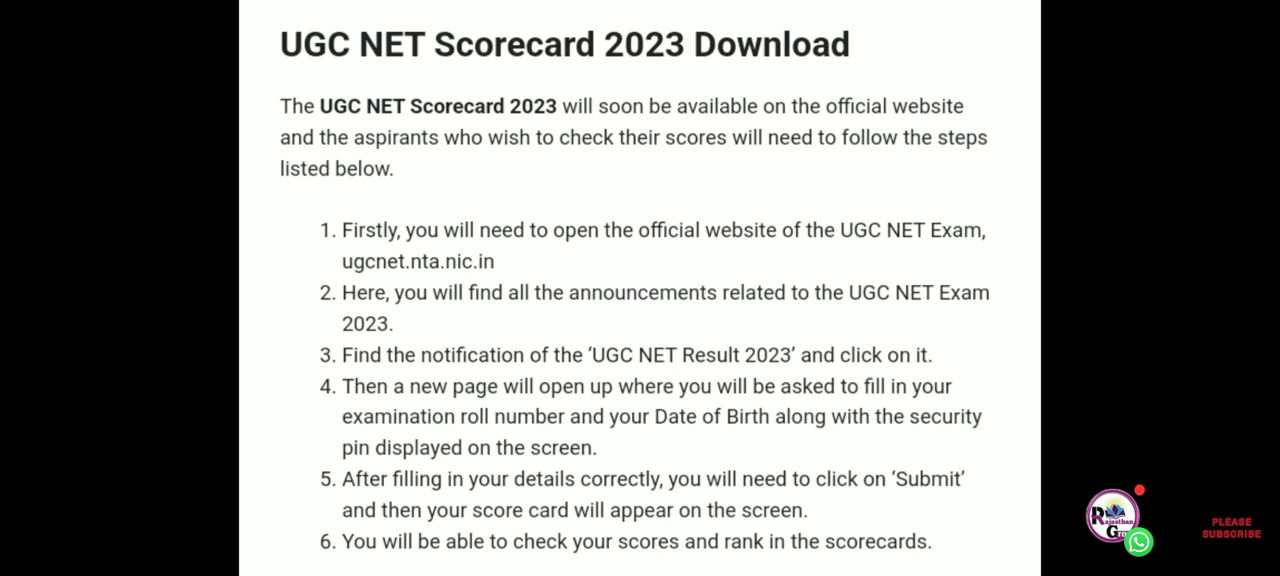 UGC NET Scorecard 2023 Download
The UGC NET Scorecard 2023 will soon be available on the official website
and the aspirants who wish to check their scores will need to follow the steps
listed below.
1. Firstly, you will need to open the official website of the UGC NET Exam,
ugcnet.nta.nic.in
2. Here, you will find all the announcements related to the UGC NET Exam
2023.
3. Find the notification of the ‘UGC NET Result 2023’ and click on it.
4. Then a new page will open up where you will be asked to fill in your
examination roll number and your Date of Birth along with the security
pin displayed on the screen.
5. After filling in your details correctly, you will need to click on ‘Submit’
and then your score card will appear on the screen.
6. You will be able to check your scores and rank in the scorecards.
Rajasthan
PLEASE
SUBSCRIBE